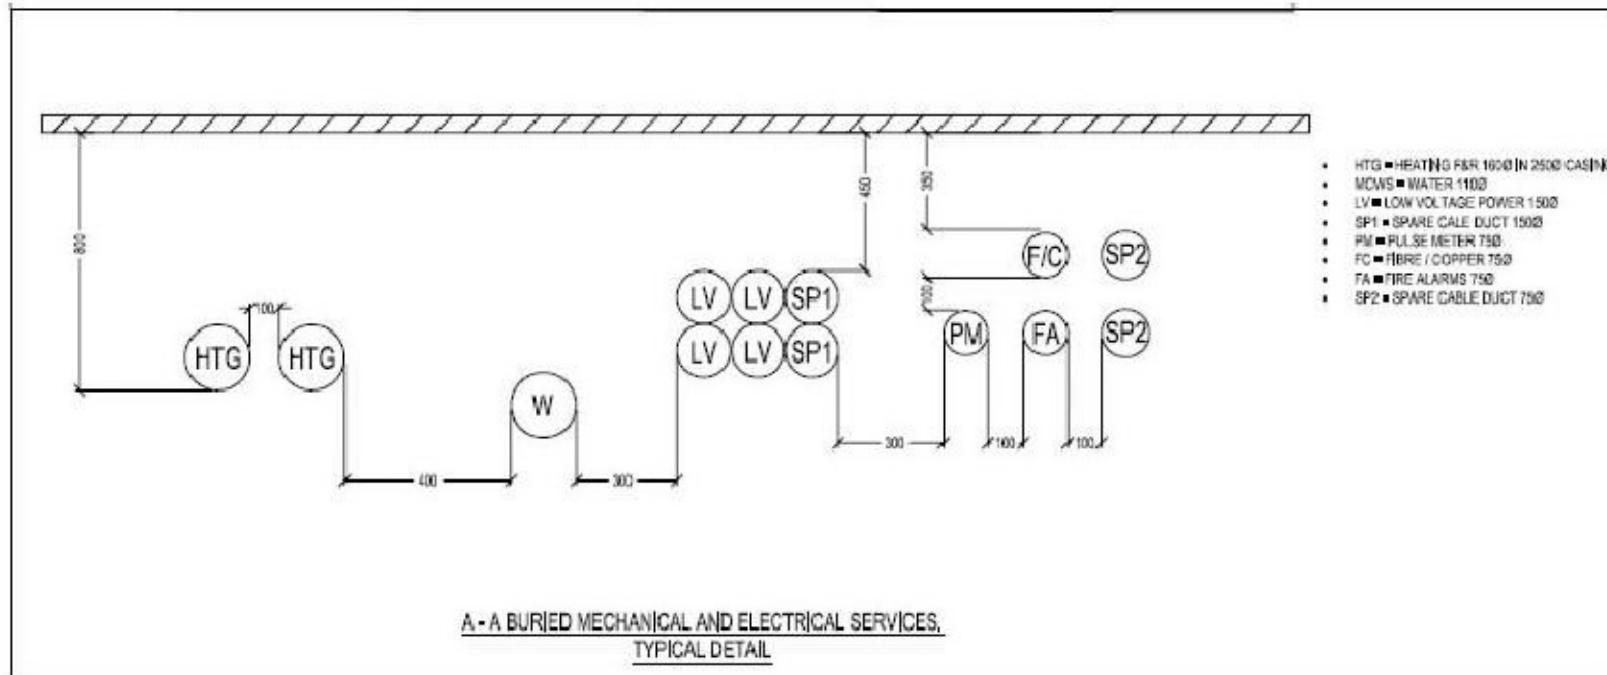 HTG = HEATING F&R 160Ø IN 250Ø CASING
MCWS = WATER 110Ø
LV = LOW VOLTAGE POWER 150Ø
SP1 = SPARE CALE DUCT 150Ø
PM = PULSE METER 75Ø
FC = FIBRE / COPPER 75Ø
FA = FIRE ALARMS 75Ø
SP2 = SPARE CABLE DUCT 75Ø
800
450
350
F/C SP2
100
LV LV SP1
100
PM FA SP2
HTG HTG
LV LV SP1
W
300 100 100
400 300
A - A BURIED MECHANICAL AND ELECTRICAL SERVICES,
TYPICAL DETAIL